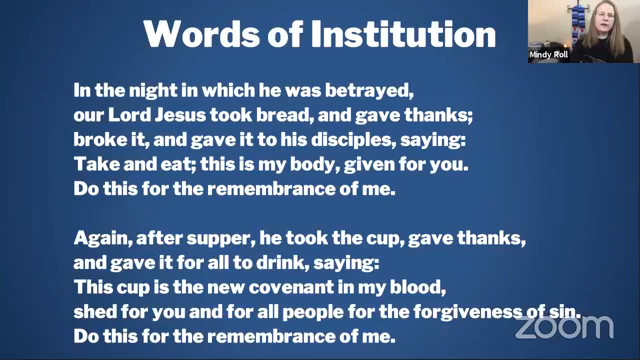 Words of Institution
Mindy Roll
In the night in which he was betrayed,
our Lord Jesus took bread, and gave thanks;
broke it, and gave it to his disciples, saying:
Take and eat; this is my body, given for you.
Do this for the remembrance of me.
Again, after supper, he took the cup, gave thanks,
and gave it for all to drink, saying:
This cup is the new covenant in my blood,
shed for you and for all people for the forgiveness of sin.
Do this for the remembrance of me.
zoom